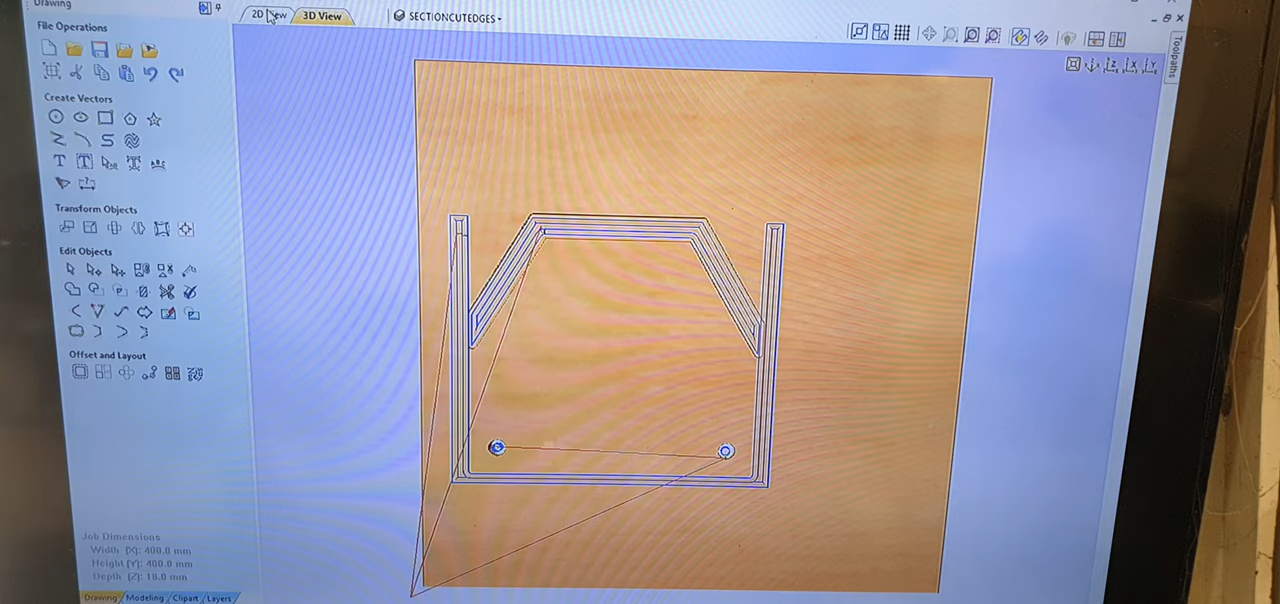 Drawing
2D View
3D View
SECTIONCUTEDGES
File Operations
Create Vectors
Transform Objects
Edit Objects
Offset and Layout
Job Dimensions
Width [X]: 400.0 mm
Height [Y]: 400.0 mm
Depth [Z]: 18.0 mm
Drawing Modeling Clipart Layers
Toolpaths